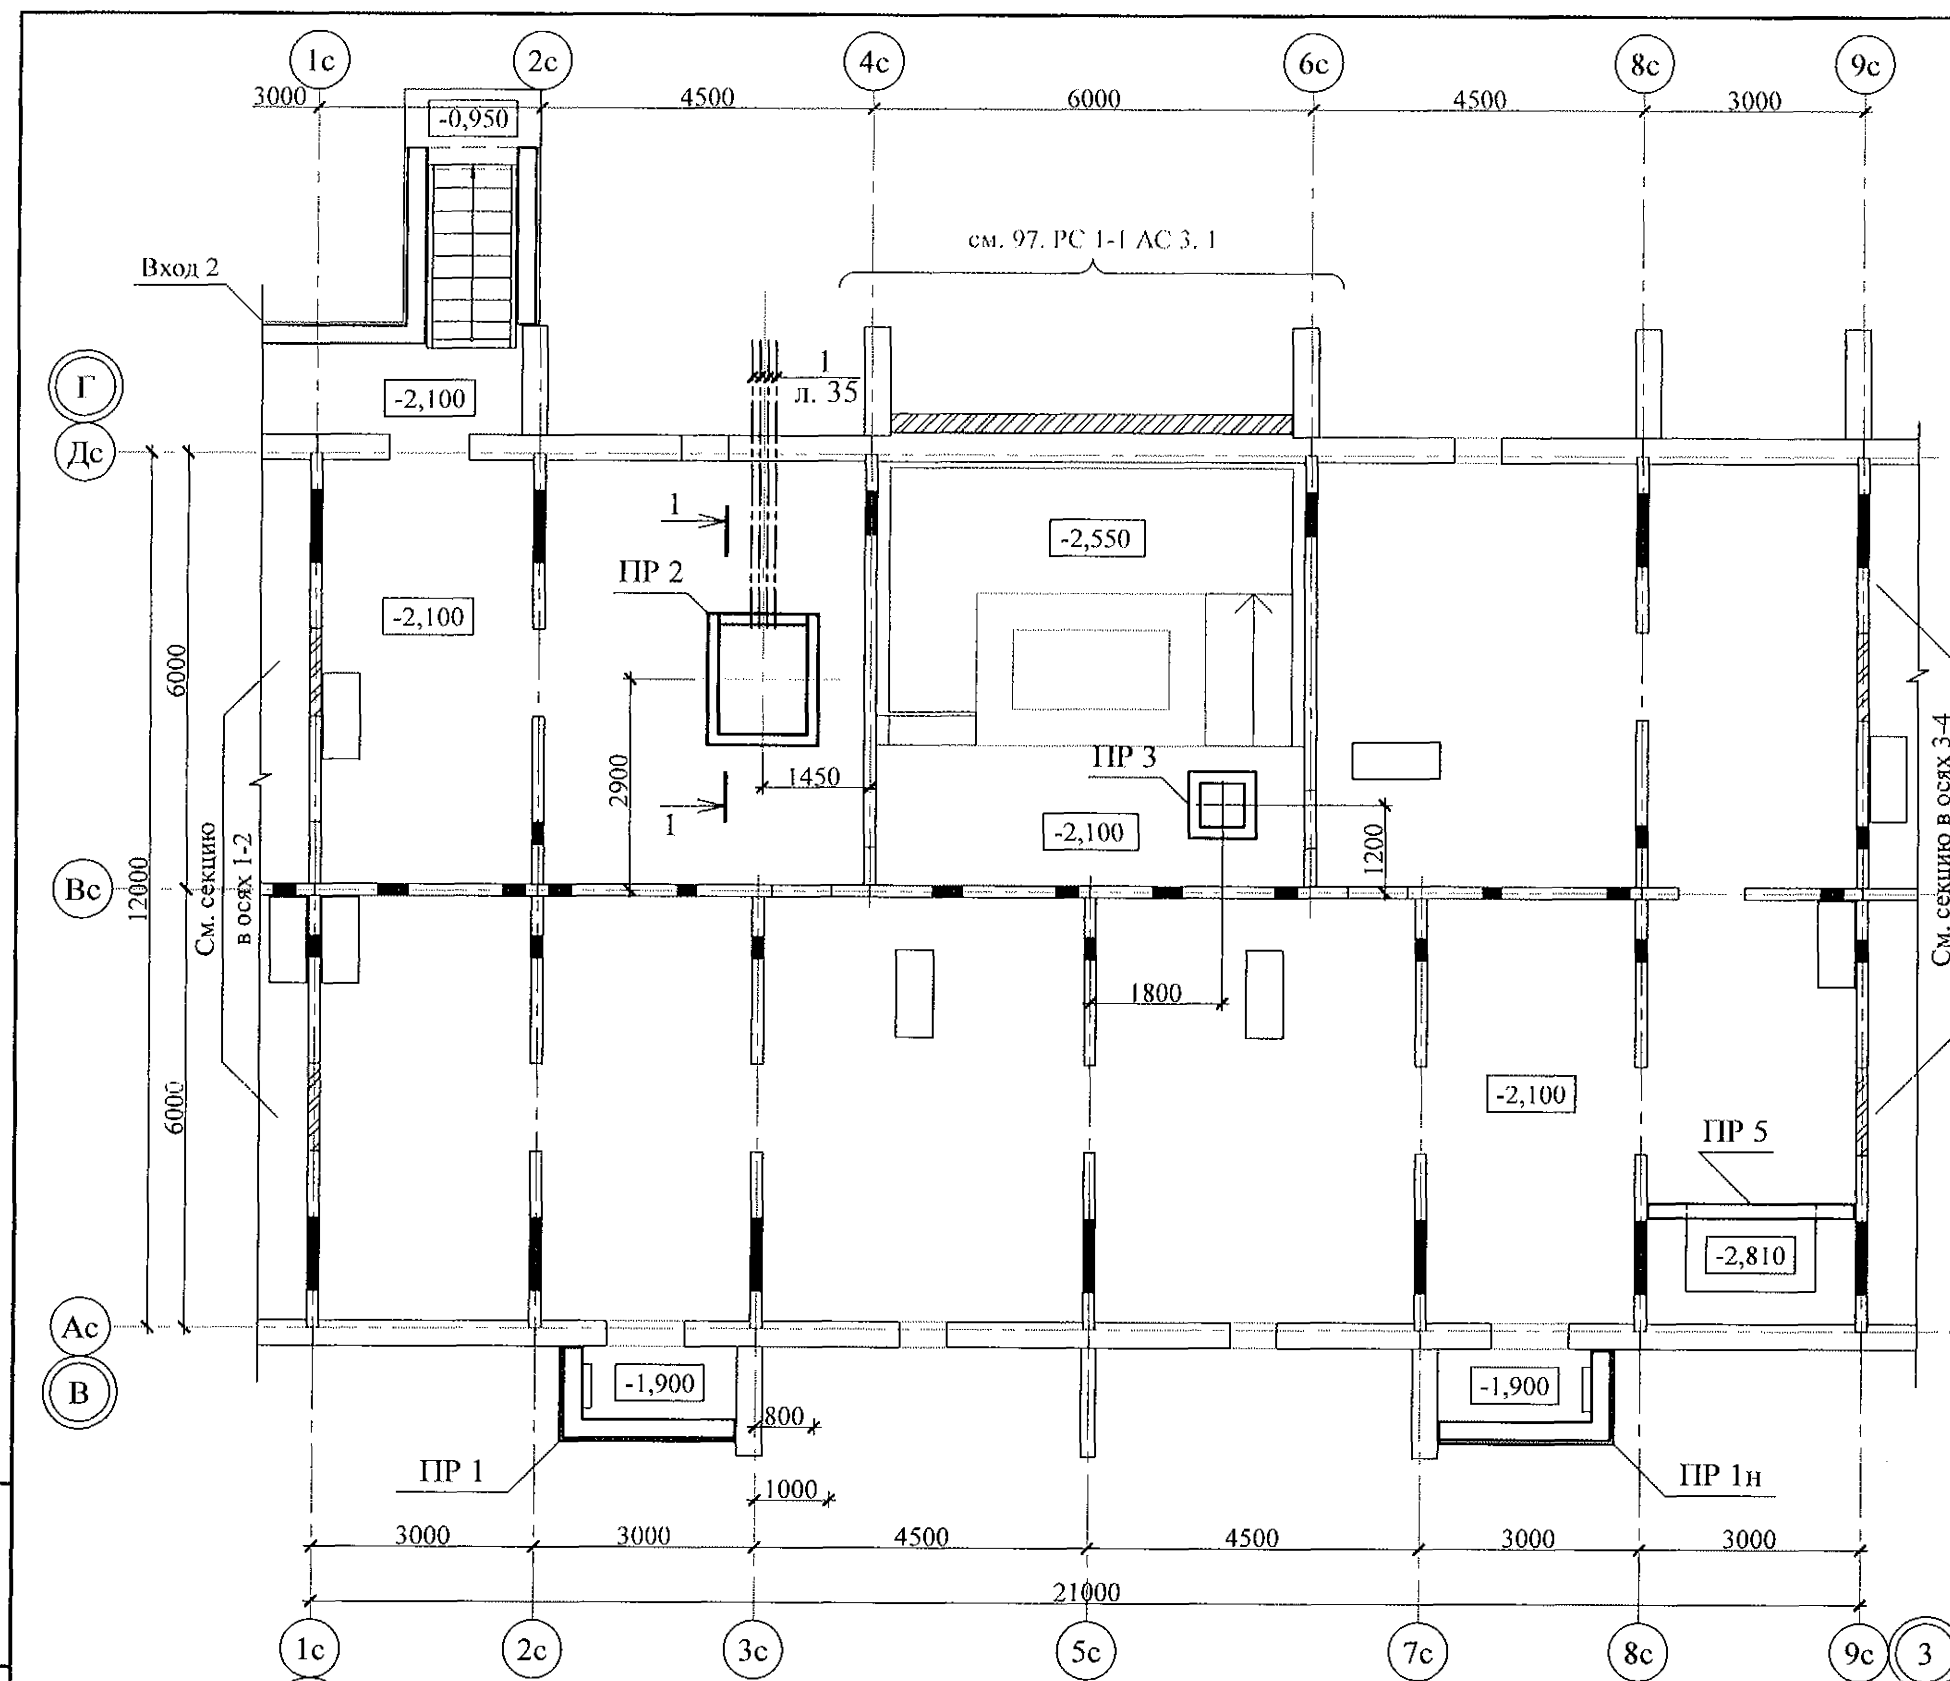 1с 2с 4с 6с 8с 9с
3000 4500 6000 4500 3000
-0,950
см. 97. РС 1-1 АС 3. 1
Вход 2
1
л. 35
Г
-2,100
Дс
1
-2,550
ПР 2
-2,100
6000
2900
1450
ПР 3
-2,100
1200
1
12000
См. секцию
в осях 1-2
См. секцию в осях 3-4
Вс
1800
6000
-2,100
ПР 5
-2,810
Ас
В
-1,900
-1,900
800
ПР 1
1000
ПР 1н
3000 3000 4500 4500 3000 3000
21000
1с 2с 3с 5с 7с 8с 9с 3